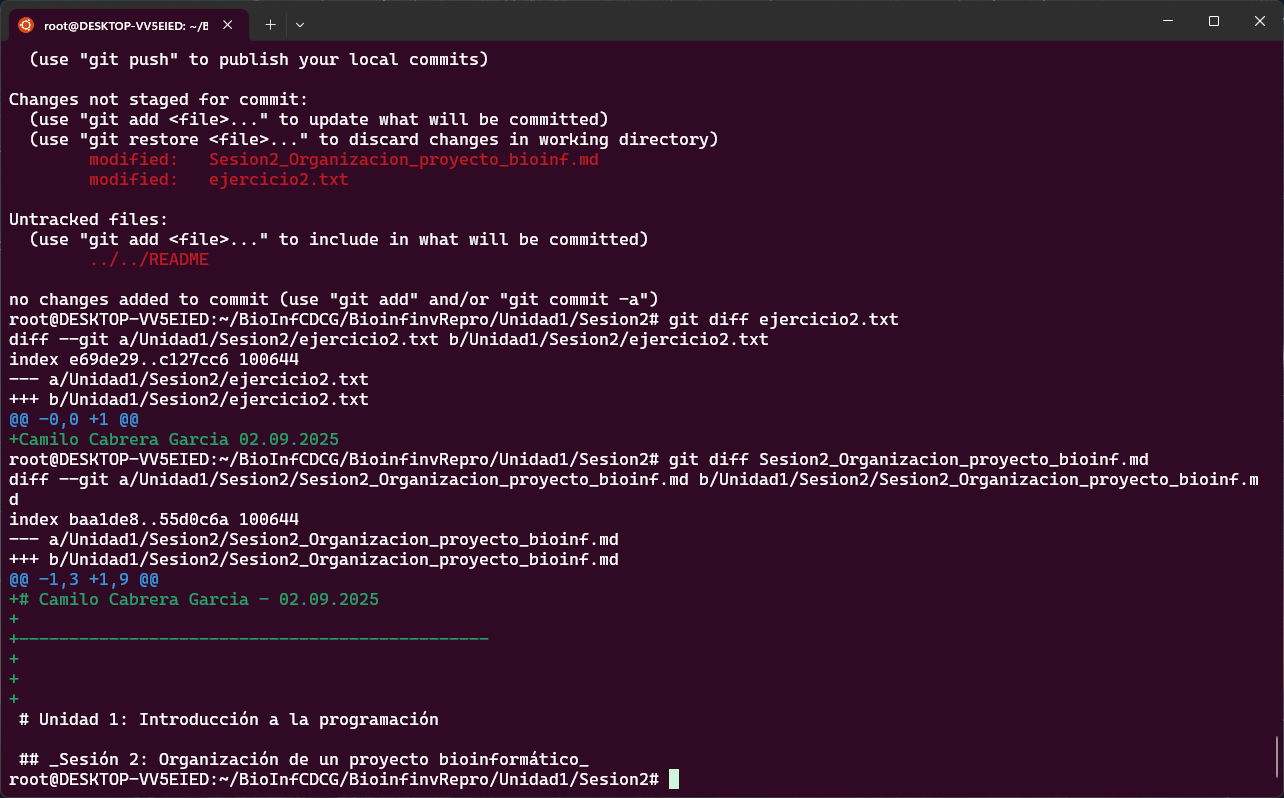 root@DESKTOP-VV5EIED: ~/B
(use "git push" to publish your local commits)
Changes not staged for commit:
(use "git add <file>..." to update what will be committed)
(use "git restore <file>..." to discard changes in working directory)
modified:   Sesion2_Organizacion_proyecto_bioinf.md
modified:   ejercicio2.txt
Untracked files:
(use "git add <file>..." to include in what will be committed)
../../README
no changes added to commit (use "git add" and/or "git commit -a")
root@DESKTOP-VV5EIED:~/BioInfCDCG/BioinfinvRepro/Unidad1/Sesion2# git diff ejercicio2.txt
diff --git a/Unidad1/Sesion2/ejercicio2.txt b/Unidad1/Sesion2/ejercicio2.txt
index e69de29..c127cc6 100644
--- a/Unidad1/Sesion2/ejercicio2.txt
+++ b/Unidad1/Sesion2/ejercicio2.txt
@@ -0,0 +1 @@
+Camilo Cabrera Garcia 02.09.2025
root@DESKTOP-VV5EIED:~/BioInfCDCG/BioinfinvRepro/Unidad1/Sesion2# git diff Sesion2_Organizacion_proyecto_bioinf.md
diff --git a/Unidad1/Sesion2/Sesion2_Organizacion_proyecto_bioinf.md b/Unidad1/Sesion2/Sesion2_Organizacion_proyecto_bioinf.m
d
index baa1de8..55d0c6a 100644
--- a/Unidad1/Sesion2/Sesion2_Organizacion_proyecto_bioinf.md
+++ b/Unidad1/Sesion2/Sesion2_Organizacion_proyecto_bioinf.md
@@ -1,3 +1,9 @@
+# Camilo Cabrera Garcia - 02.09.2025
+
+-----------------------------------------------
+
+
+
# Unidad 1: Introducción a la programación
## _Sesión 2: Organización de un proyecto bioinformático_
root@DESKTOP-VV5EIED:~/BioInfCDCG/BioinfinvRepro/Unidad1/Sesion2#